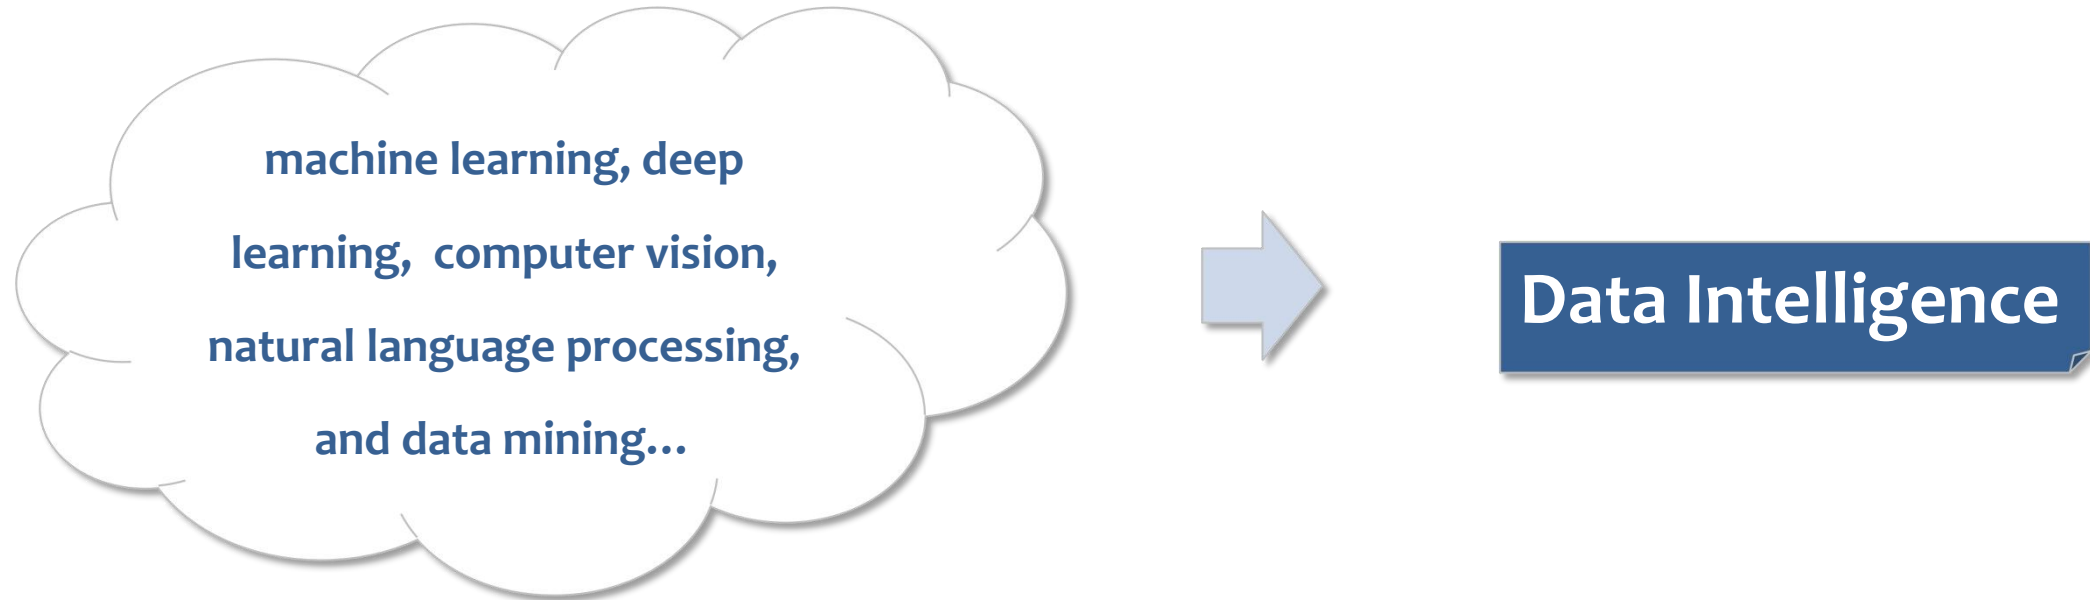 machine learning, deep
learning,  computer vision,
natural language processing,
and data mining...
Data Intelligence